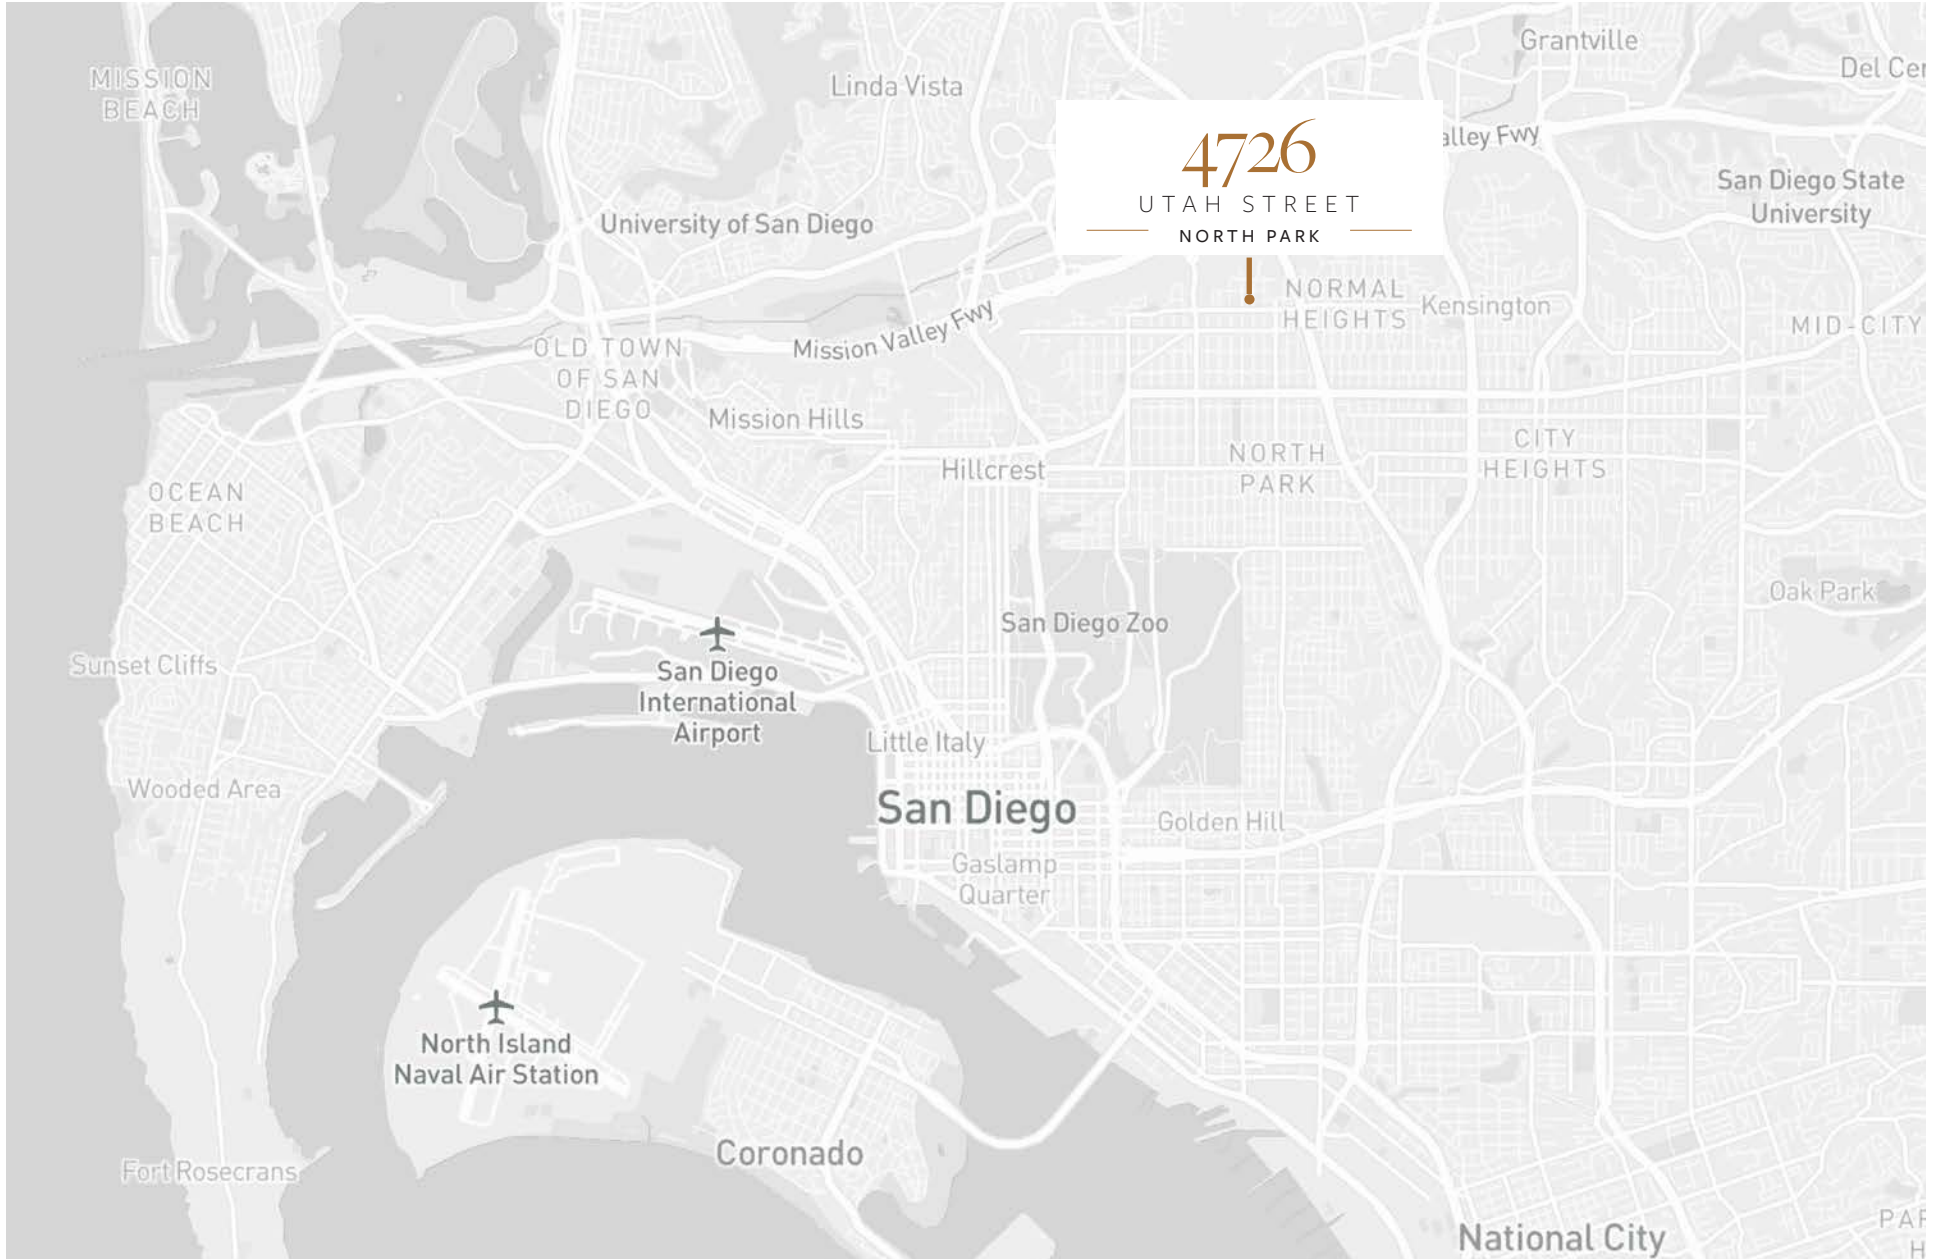 Grantville
Del Cer
MISSION
BEACH
Linda Vista
4726
UTAH STREET
NORTH PARK
alley Fwy
San Diego State
University
University of San Diego
NORMAL
HEIGHTS
Kensington
MID-CITY
Mission Valley Fwy
OLD TOWN
OF SAN
DIEGO
Mission Hills
Hillcrest
NORTH
PARK
CITY
HEIGHTS
OCEAN
BEACH
Oak Park
San Diego Zoo
Sunset Cliffs
San Diego
International
Airport
Little Italy
Wooded Area
San Diego
Golden Hill
Gaslamp
Quarter
North Island
Naval Air Station
Coronado
Fort Rosecrans
National City
PAR
H